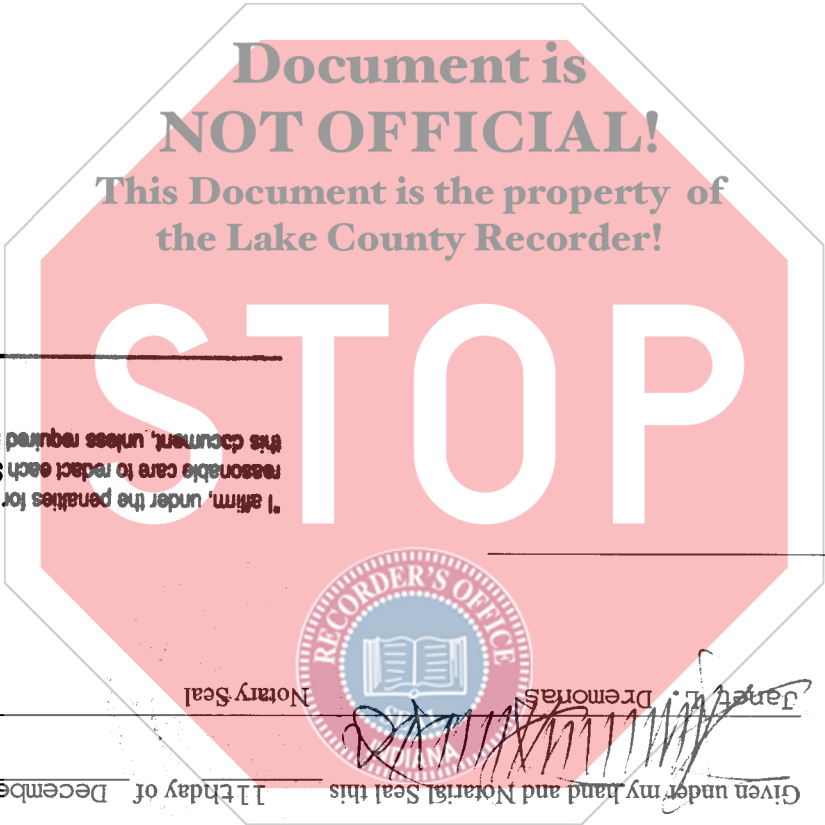 Document is
NOT OFFICIAL!
This Document is the property of
the Lake County Recorder!
STOP
RECORDER'S OFFICE
INDIANA
Given under my hand and Notarial Seal this 11thday of Decembe
Janet L. Dremonas Notary Seal
"I affirm, under the penalties for
reasonable care to redact each
this document, unless required